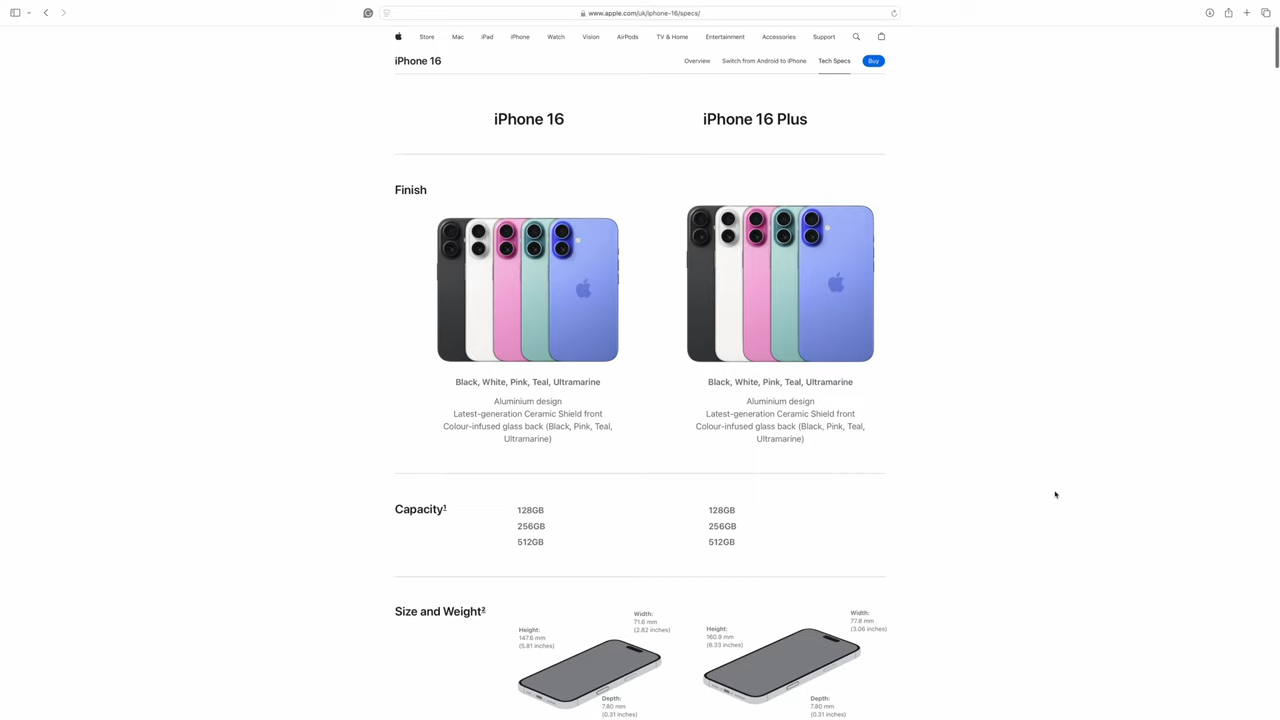 www.apple.com/uk/iphone-16/specs/
Store Mac iPad iPhone Watch Vision AirPods TV & Home Entertainment Accessories Support
iPhone 16
Overview Switch from Android to iPhone Tech Specs Buy
iPhone 16 iPhone 16 Plus
Finish
Black, White, Pink, Teal, Ultramarine
Aluminium design
Latest-generation Ceramic Shield front
Colour-infused glass back (Black, Pink, Teal,
Ultramarine)
Black, White, Pink, Teal, Ultramarine
Aluminium design
Latest-generation Ceramic Shield front
Colour-infused glass back (Black, Pink, Teal,
Ultramarine)
Capacity¹
128GB
256GB
512GB
128GB
256GB
512GB
Size and Weight²
Height:
147.6 mm
(5.81 inches)
Width:
71.6 mm
(2.82 inches)
Depth:
7.80 mm
(0.31 inches)
Height:
160.9 mm
(6.33 inches)
Width:
77.8 mm
(3.06 inches)
Depth:
7.80 mm
(0.31 inches)